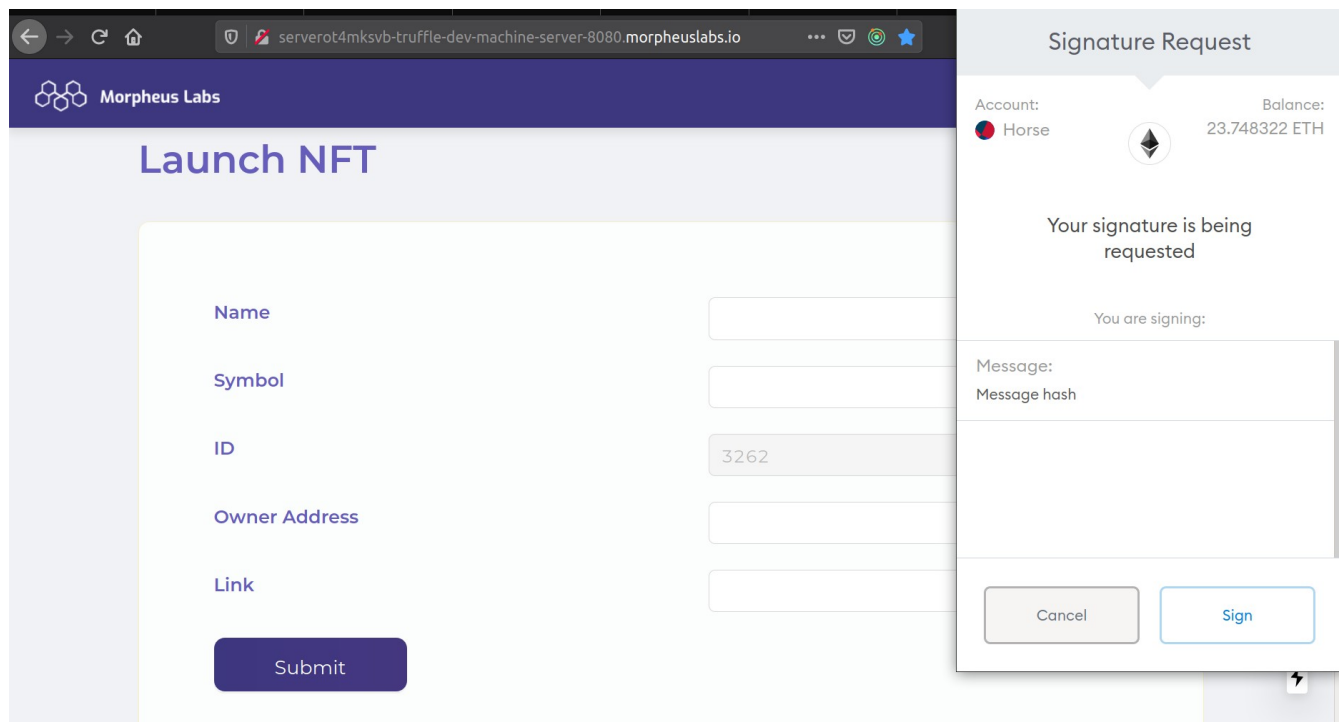 serverot4mksvb-truffle-dev-machine-server-8080.morpheuslabs.io
Morpheus Labs
Launch NFT
Name
Symbol
ID
3262
Owner Address
Link
Submit
Signature Request
Account:
Balance:
Horse
23.748322 ETH
Your signature is being
requested
You are signing:
Message:
Message hash
Cancel
Sign